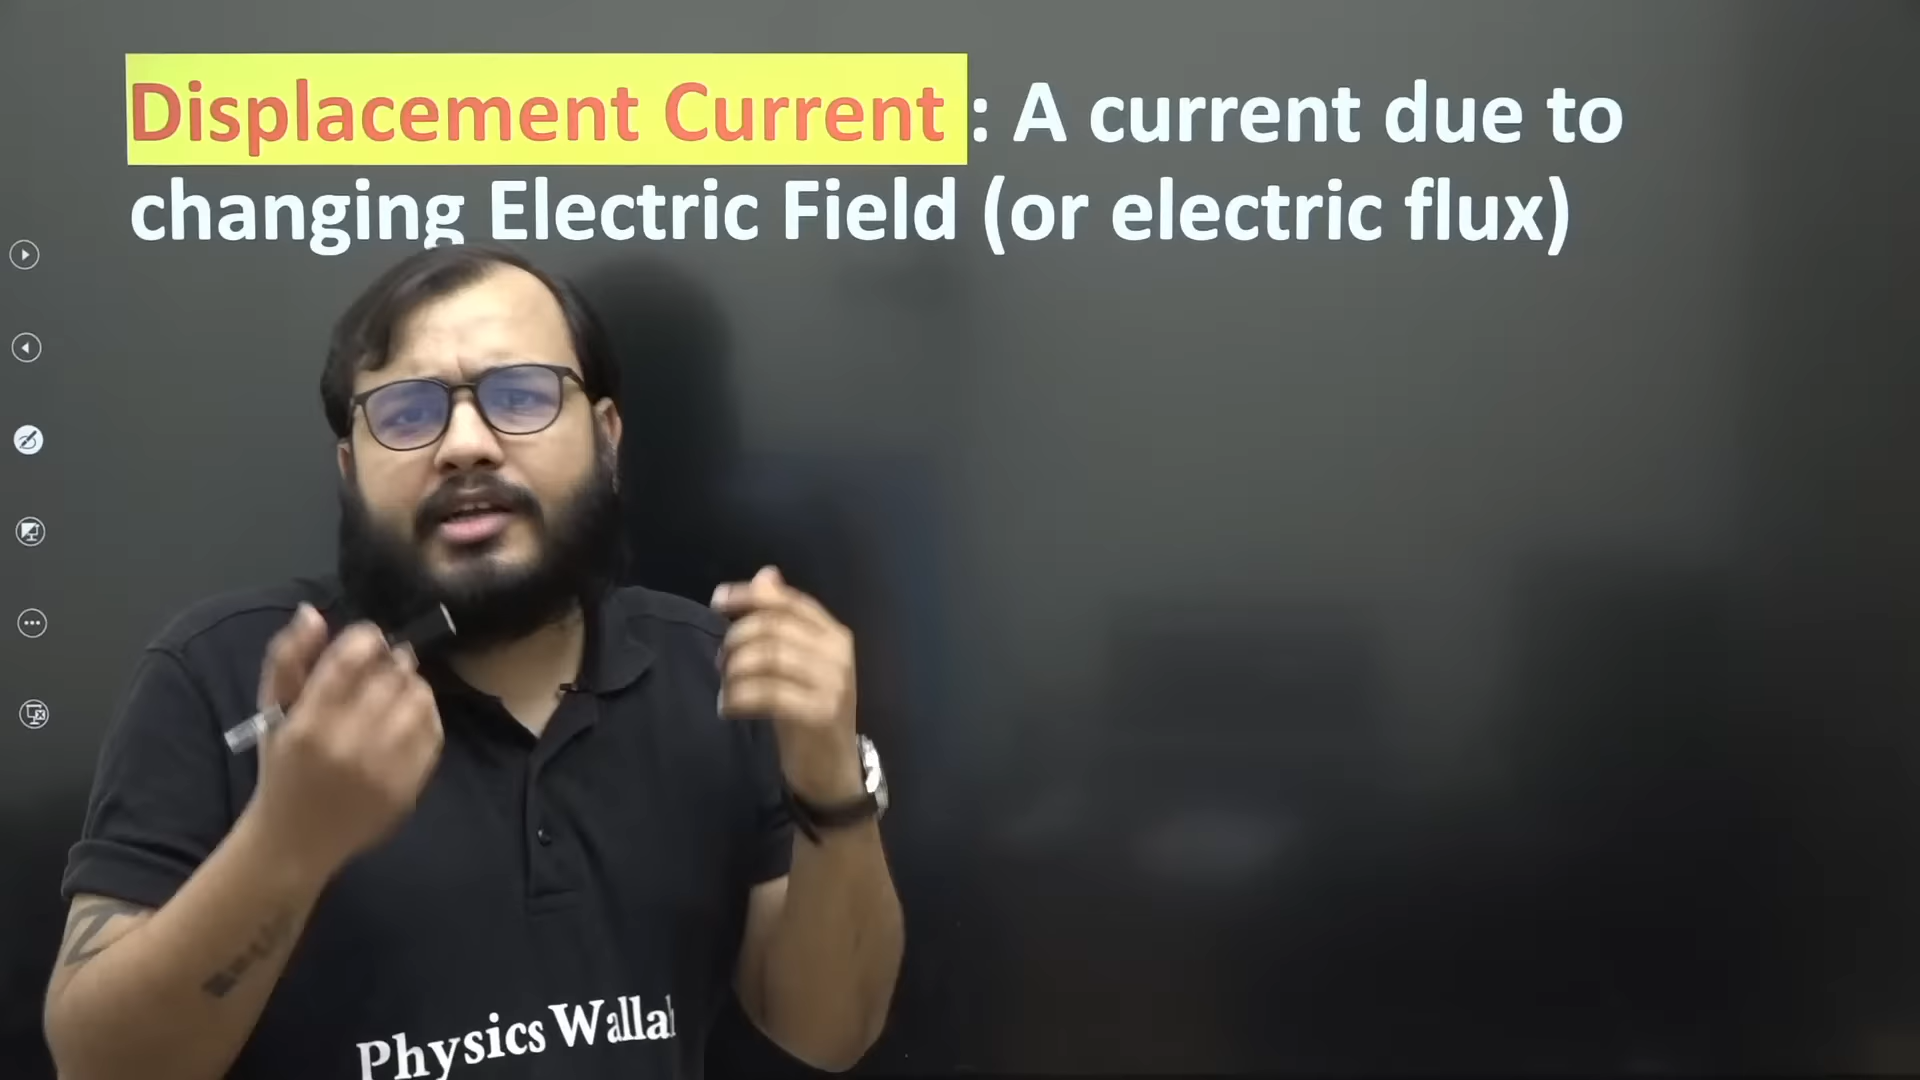 Displacement Current : A current due to
changing Electric Field (or electric flux)
Physics Wallah